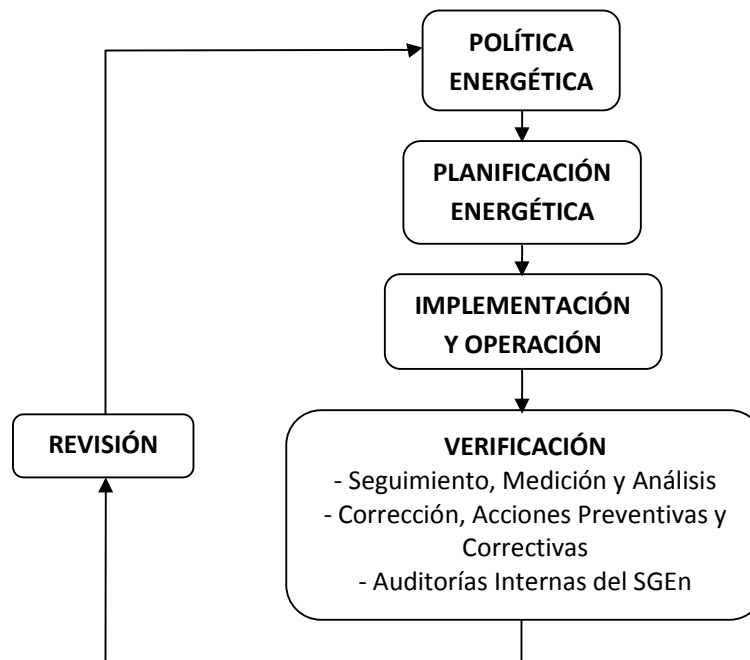 POLÍTICA
ENERGÉTICA
PLANIFICACIÓN
ENERGÉTICA
IMPLEMENTACIÓN
Y OPERACIÓN
REVISIÓN
VERIFICACIÓN
- Seguimiento, Medición y Análisis
- Corrección, Acciones Preventivas y
Correctivas
- Auditorías Internas del SGEn